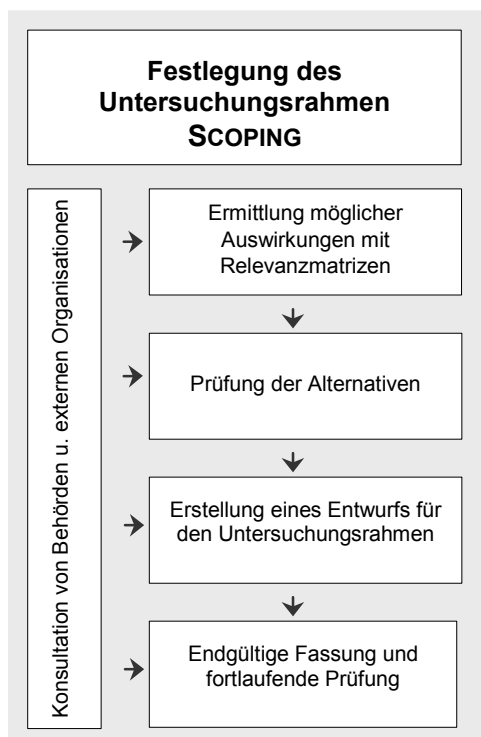 Festlegung des
Untersuchungsrahmen
SCOPING
Konsultation von Behörden u. externen Organisationen
Ermittlung möglicher
Auswirkungen mit
Relevanzmatrizen
Prüfung der Alternativen
Erstellung eines Entwurfs für
den Untersuchungsrahmen
Endgültige Fassung und
fortlaufende Prüfung